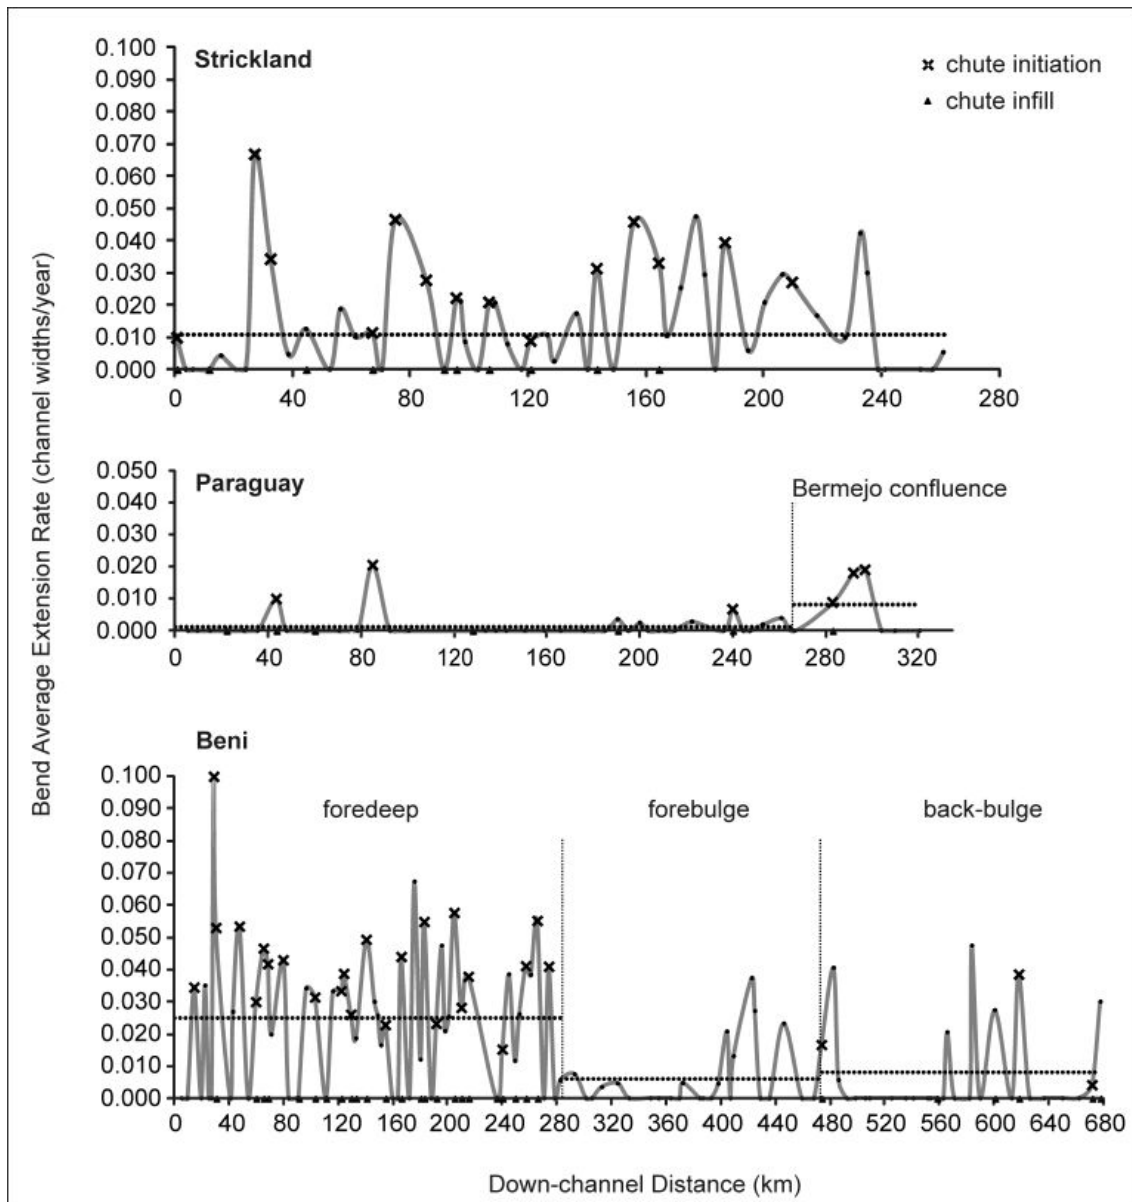 Bend Average Extension Rate (channel widths/year)
Strickland
chute initiation
chute infill
0.100
0.090
0.080
0.070
0.060
0.050
0.040
0.030
0.020
0.010
0.000
0 40 80 120 160 200 240 280
Paraguay
Bermejo confluence
0.050
0.040
0.030
0.020
0.010
0.000
0 40 80 120 160 200 240 280 320
Beni
foredeep forebulge back-bulge
0.100
0.090
0.080
0.070
0.060
0.050
0.040
0.030
0.020
0.010
0.000
0 40 80 120 160 200 240 280 320 360 400 440 480 520 560 600 640 680
Down-channel Distance (km)